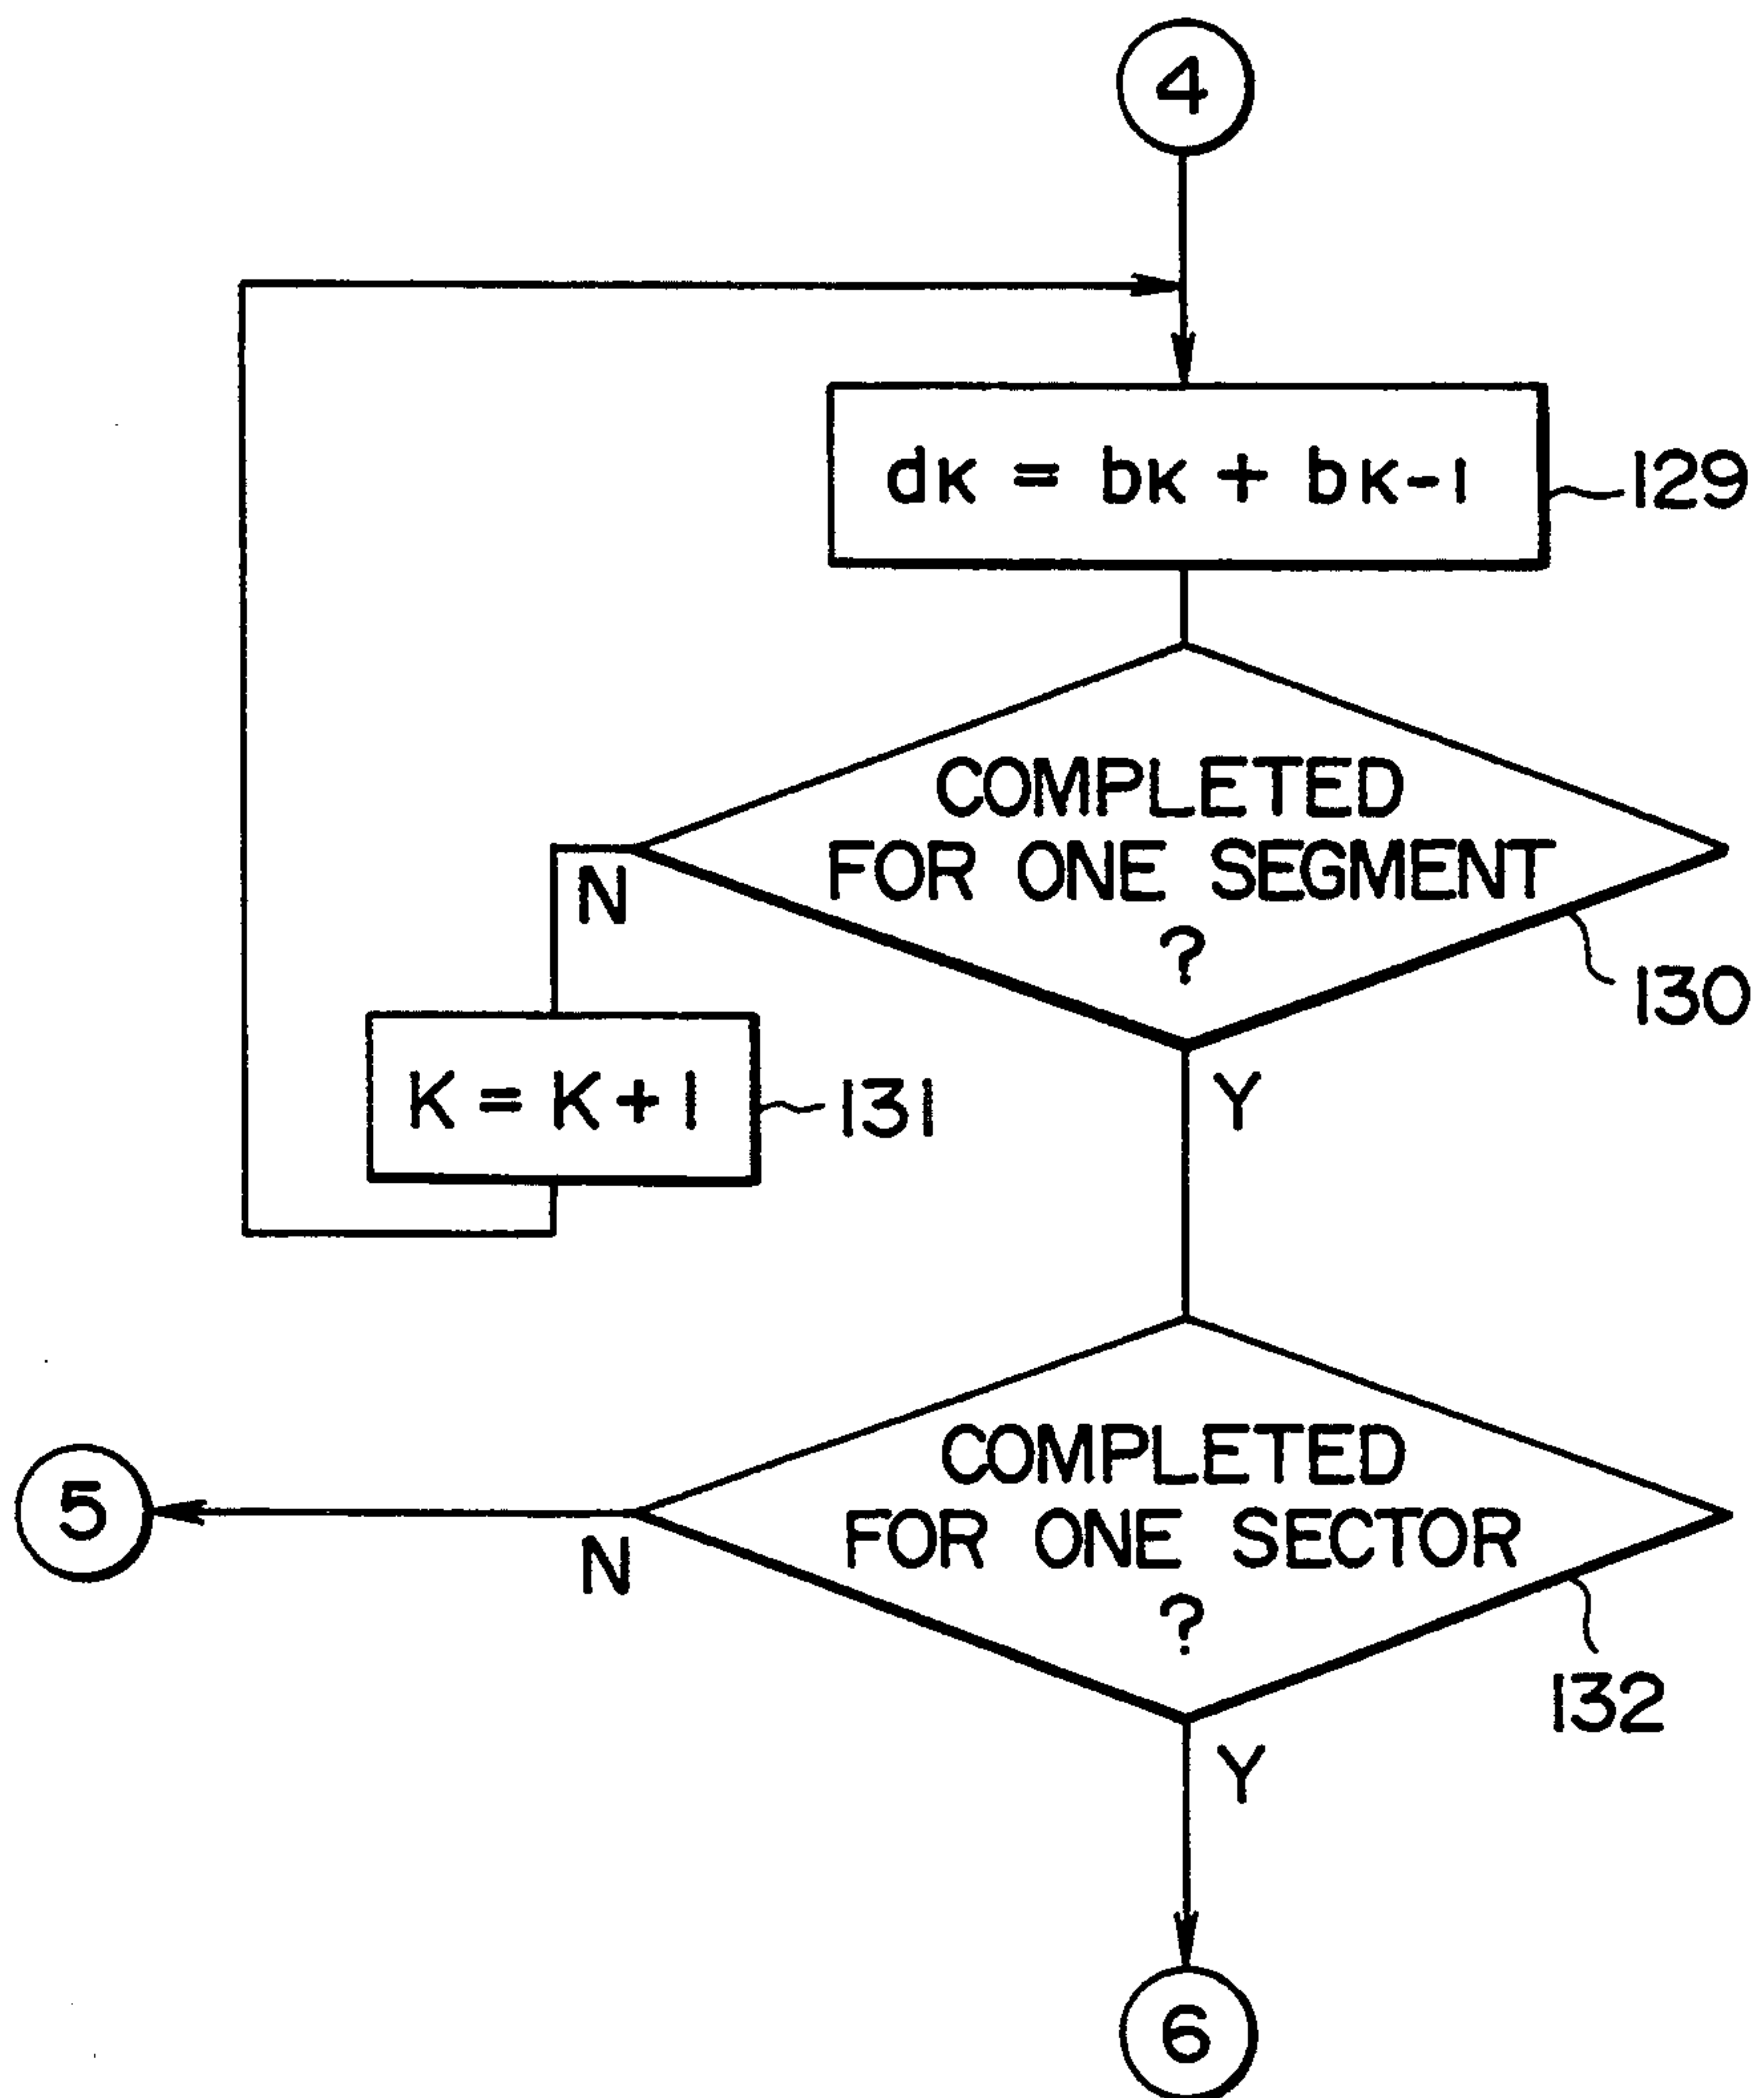 4
dK = bK + bK-1
129
COMPLETED
FOR ONE SEGMENT
?
130
N
K = K + 1
131
Y
COMPLETED
FOR ONE SECTOR
?
132
5
N
Y
6